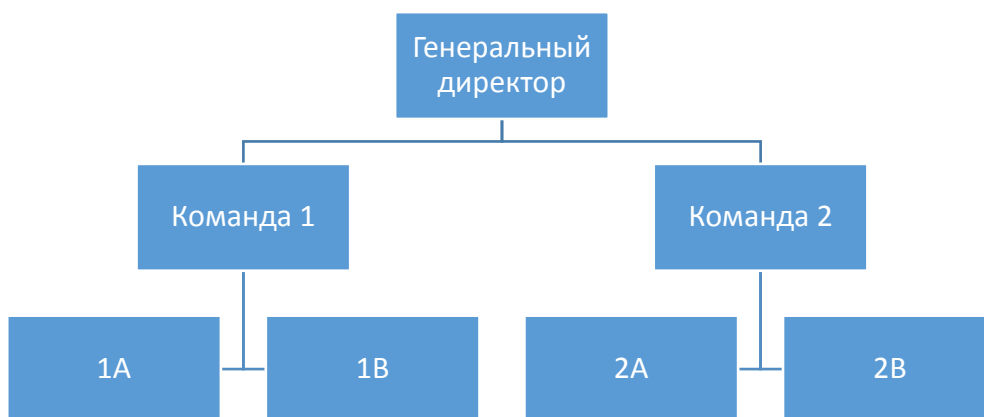 Генеральный
директор
Команда 1
Команда 2
1A
1B
2A
2B